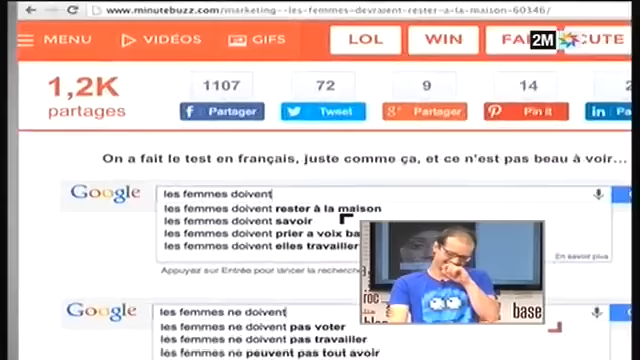 www.minutebuzz.com/marketing--les-femmes-devraient-rester-a-la-maison-60346/
MENU VIDÉOS GIFS LOL WIN CUTE
2M
1,2K
partages
1107 72 9 14
Partager Tweet Partager Pin it
On a fait le test en français, juste comme ça, et ce n'est pas beau à voir...
Google les femmes doivent
les femmes doivent rester à la maison
les femmes doivent savoir
les femmes doivent prier a voix
les femmes doivent elles travailler
En savoir plus
Appuyez sur Entrée pour lancer la recherche
base
Google les femmes ne doivent
les femmes ne doivent pas voter
les femmes ne doivent pas travailler
les femmes ne peuvent pas tout avoir